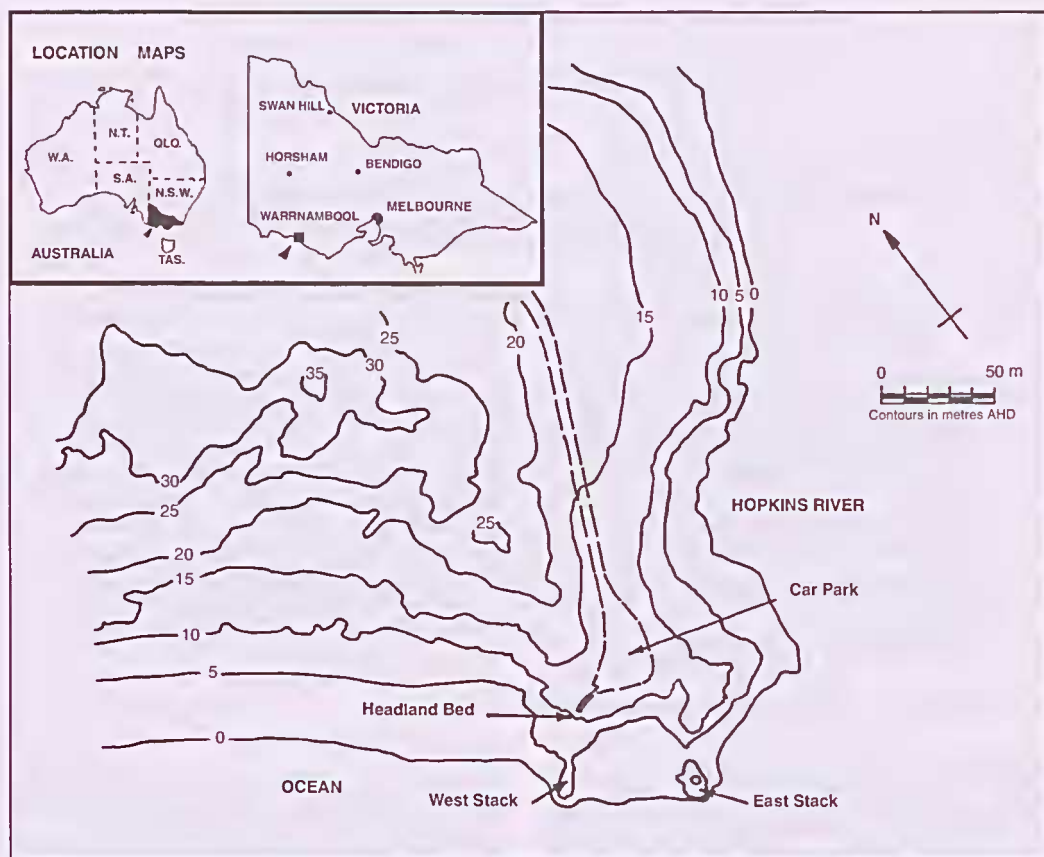 LOCATION MAPS
W.A.
N.T.
QLD.
S.A.
N.S.W.
AUSTRALIA
TAS.
SWAN HILL
VICTORIA
HORSHAM
BENDIGO
WARRNAMBOOL
MELBOURNE
N
0 50 m
Contours in metres AHD
25
20
15
10
5
0
30
35
30
25
25
20
15
10
5
0
HOPKINS RIVER
Car Park
Headland Bed
OCEAN
West Stack
East Stack